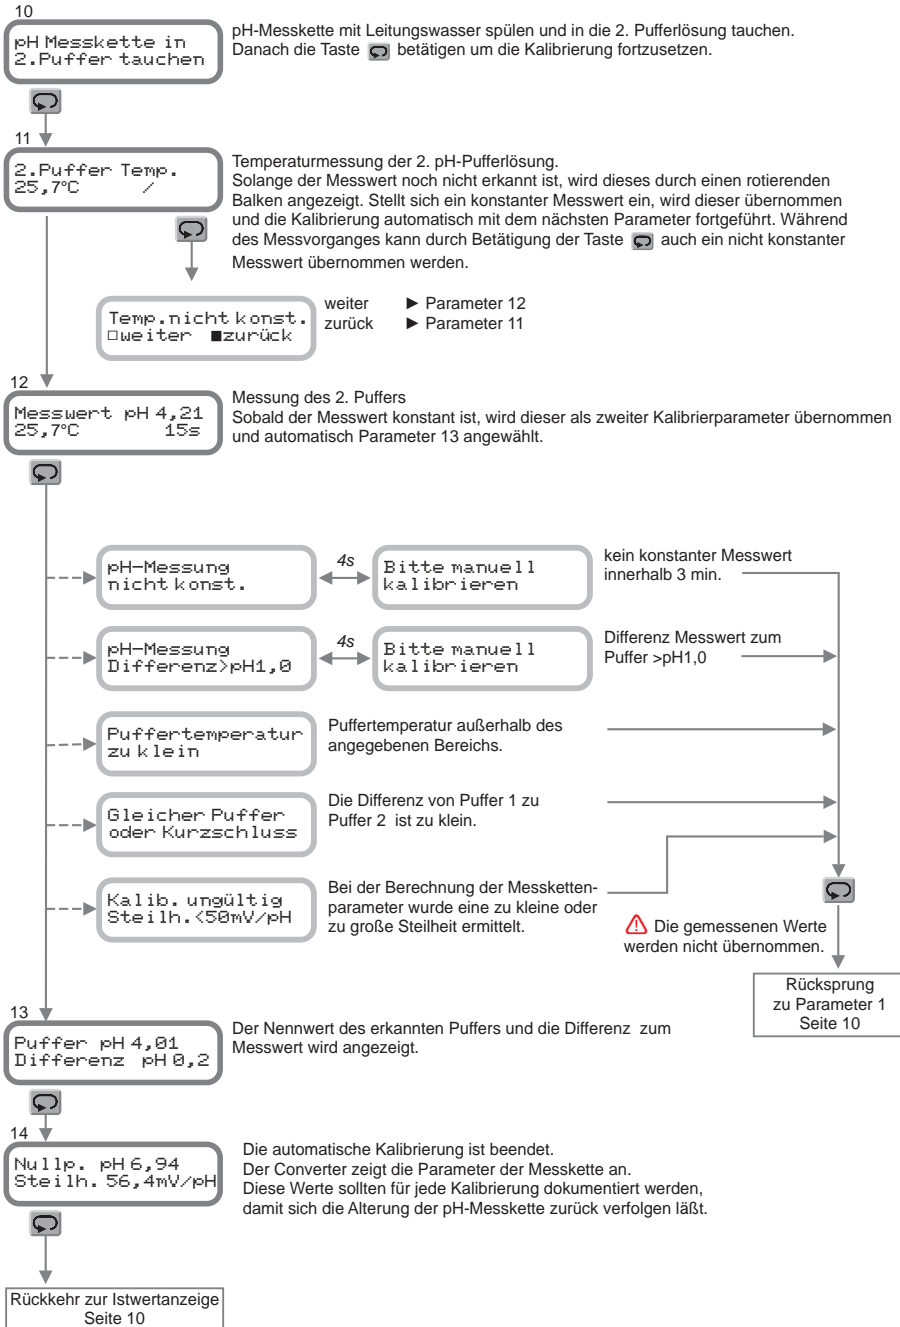 10
pH Messkette in
2.Puffer tauchen
pH-Messkette mit Leitungswasser spülen und in die 2. Pufferlösung tauchen.
Danach die Taste betätigen um die Kalibrierung fortzusetzen.
11
2.Puffer Temp.
25,7°C /
Temperaturmessung der 2. pH-Pufferlösung.
Solange der Messwert noch nicht erkannt ist, wird dieses durch einen rotierenden
Balken angezeigt. Stellt sich ein konstanter Messwert ein, wird dieser übernommen
und die Kalibrierung automatisch mit dem nächsten Parameter fortgeführt. Während
des Messvorganges kann durch Betätigung der Taste auch ein nicht konstanter
Messwert übernommen werden.
Temp.nicht konst.
□weiter ■zurück
weiter ► Parameter 12
zurück ► Parameter 11
12
Messwert pH 4,21
25,7°C 15s
Messung des 2. Puffers
Sobald der Messwert konstant ist, wird dieser als zweiter Kalibrierparameter übernommen
und automatisch Parameter 13 angewählt.
pH-Messung
nicht konst.
4s
Bitte manuell
kalibrieren
kein konstanter Messwert
innerhalb 3 min.
pH-Messung
Differenz>pH1,0
4s
Bitte manuell
kalibrieren
Differenz Messwert zum
Puffer >pH1,0
Puffertemperatur
zu klein
Puffertemperatur außerhalb des
angegebenen Bereichs.
Gleicher Puffer
oder Kurzschluss
Die Differenz von Puffer 1 zu
Puffer 2 ist zu klein.
Kalib. ungültig
Steilh.<50mV/pH
Bei der Berechnung der Messketten-
parameter wurde eine zu kleine oder
zu große Steilheit ermittelt.
Die gemessenen Werte
werden nicht übernommen.
Rücksprung
zu Parameter 1
Seite 10
13
Puffer pH 4,01
Differenz pH 0,2
Der Nennwert des erkannten Puffers und die Differenz zum
Messwert wird angezeigt.
14
Nullp. pH 6,94
Steilh. 56,4mV/pH
Die automatische Kalibrierung ist beendet.
Der Converter zeigt die Parameter der Messkette an.
Diese Werte sollten für jede Kalibrierung dokumentiert werden,
damit sich die Alterung der pH-Messkette zurück verfolgen läßt.
Rückkehr zur Istwertanzeige
Seite 10